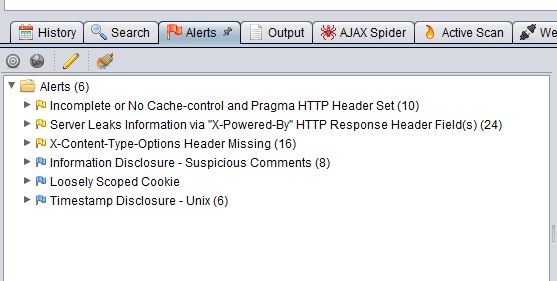 History Search Alerts Output AJAX Spider Active Scan We
Alerts (6)
Incomplete or No Cache-control and Pragma HTTP Header Set (10)
Server Leaks Information via "X-Powered-By" HTTP Response Header Field(s) (24)
X-Content-Type-Options Header Missing (16)
Information Disclosure - Suspicious Comments (8)
Loosely Scoped Cookie
Timestamp Disclosure - Unix (6)